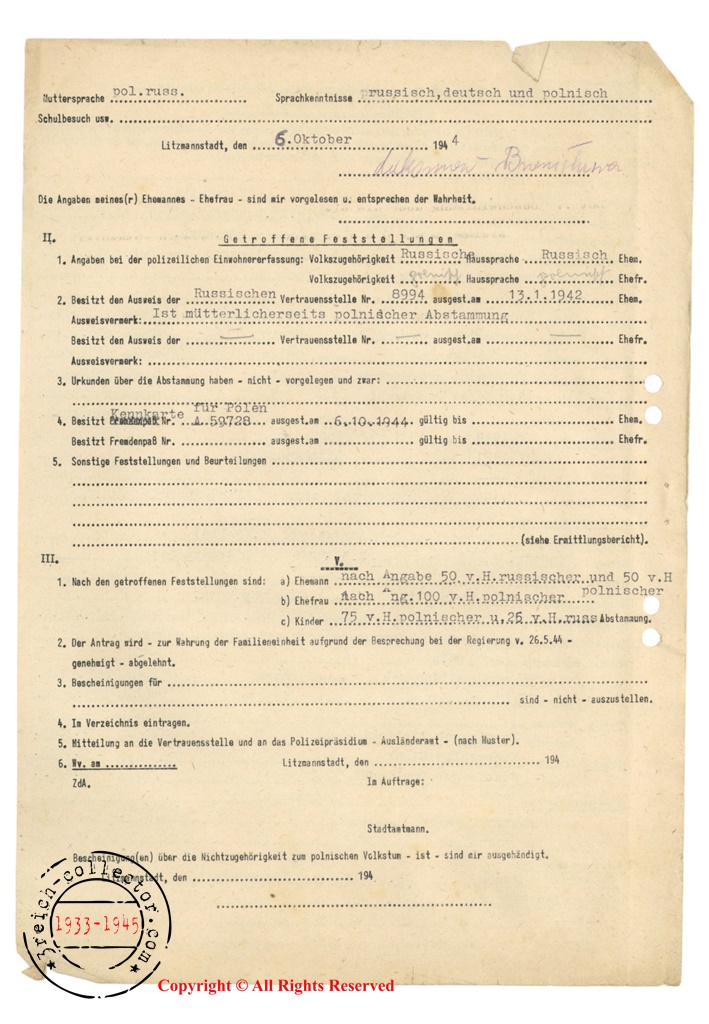 Muttersprache pol.russ. Sprachkenntnisse russisch,deutsch und polnisch
Schulbesuch usw.
Litzmannstadt, den 6.Oktober 1944
Die Angaben meines(r) Ehemannes - Ehefrau - sind mir vorgelesen u. entsprechen der Wahrheit.
II. Getroffene Feststellungen
1. Angaben bei der polizeilichen Einwohnererfassung: Volkszugehörigkeit Russische Haussprache Russisch Ehem.
Volkszugehörigkeit Haussprache Ehefr.
2. Besitzt den Ausweis der Russischen Vertrauensstelle Nr. 8994 ausgest.am 13.1.1942 Ehem.
Ausweisvermerk: Ist mütterlicherseits polnischer Abstammung
Besitzt den Ausweis der — Vertrauensstelle Nr. — ausgest.am — Ehefr.
Ausweisvermerk:
3. Urkunden über die Abstammung haben - nicht - vorgelegen und zwar:
Kennkarte für Polen
4. Besitzt Fremdenpaß Nr. A 59728 ausgest.am 6.10.1944 gültig bis Ehem.
Besitzt Fremdenpaß Nr. ausgest.am gültig bis Ehefr.
5. Sonstige Feststellungen und Beurteilungen
(siehe Ermittlungsbericht).
III. V.
1. Nach den getroffenen Feststellungen sind: a) Ehemann nach Angabe 50 v.H.russischer und 50 v.H
polnischer
b) Ehefrau nach Ang.100 v.H.polnischer
c) Kinder 75 v.H.polnischer u,25 v.H.russ Abstammung.
2. Der Antrag wird - zur Wahrung der Familieneinheit aufgrund der Besprechung bei der Regierung v. 26.5.44 -
genehmigt - abgelehnt.
3. Bescheinigungen für
sind - nicht - auszustellen.
4. Im Verzeichnis eintragen.
5. Mitteilung an die Vertrauensstelle und an das Polizeipräsidium - Ausländeramt - (nach Muster).
6. Wv. am Litzmannstadt, den 194
ZdA. Im Auftrage:
Stadtamtmann.
Bescheinigung(en) über die Nichtzugehörigkeit zum polnischen Volkstum - ist - sind mir ausgehändigt.
Litzmannstadt, den 194
3reich-collector.com
1933-1945
Copyright © All Rights Reserved